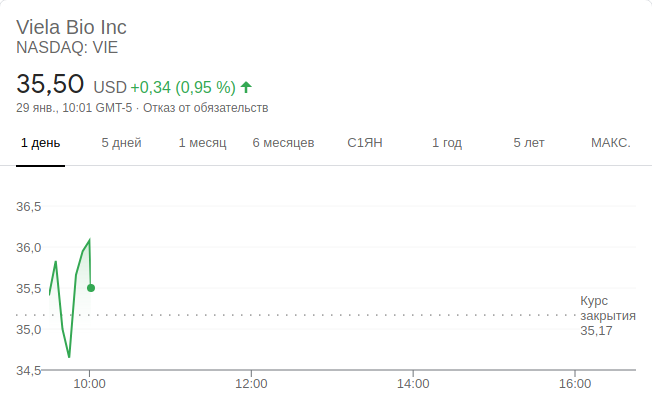 Viela Bio Inc
NASDAQ: VIE
35,50 USD +0,34 (0,95 %)
29 янв., 10:01 GMT-5 · Отказ от обязательств
1 день 5 дней 1 месяц 6 месяцев С1ЯН 1 год 5 лет МАКС.
36,5
36,0
35,5
Курс
закрытия
35,0
35,17
34,5
10:00 12:00 14:00 16:00